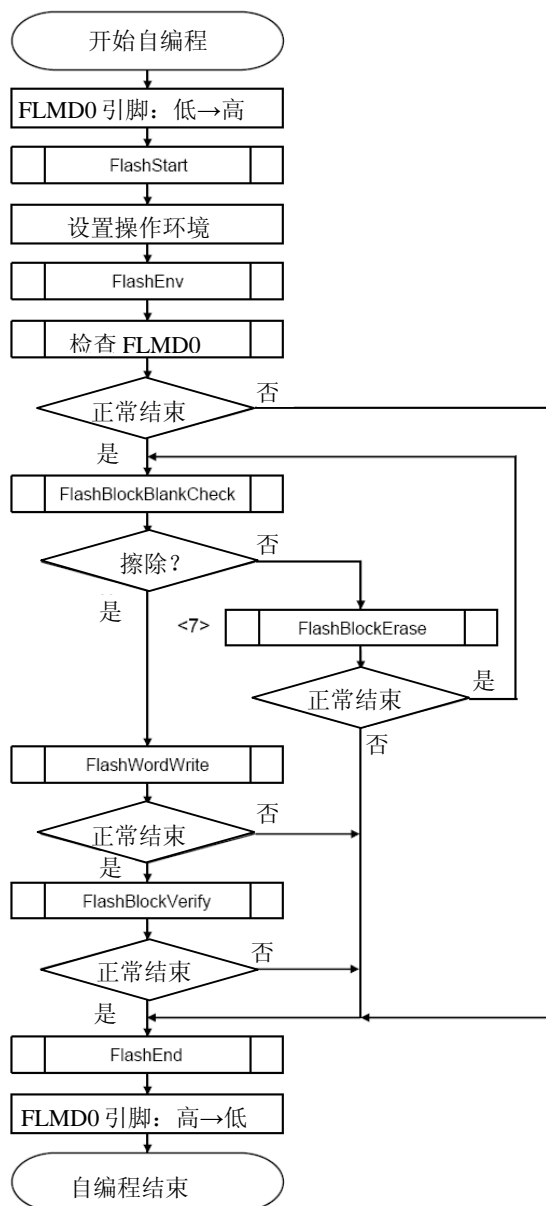 开始自编程
FLMD0 引脚：低→高
FlashStart
设置操作环境
FlashEnv
检查 FLMD0
正常结束
否
是
FlashBlockBlankCheck
擦除？
否
是
<7>
FlashBlockErase
正常结束
是
否
FlashWordWrite
正常结束
否
是
FlashBlockVerify
正常结束
否
是
FlashEnd
FLMD0 引脚：高→低
自编程结束